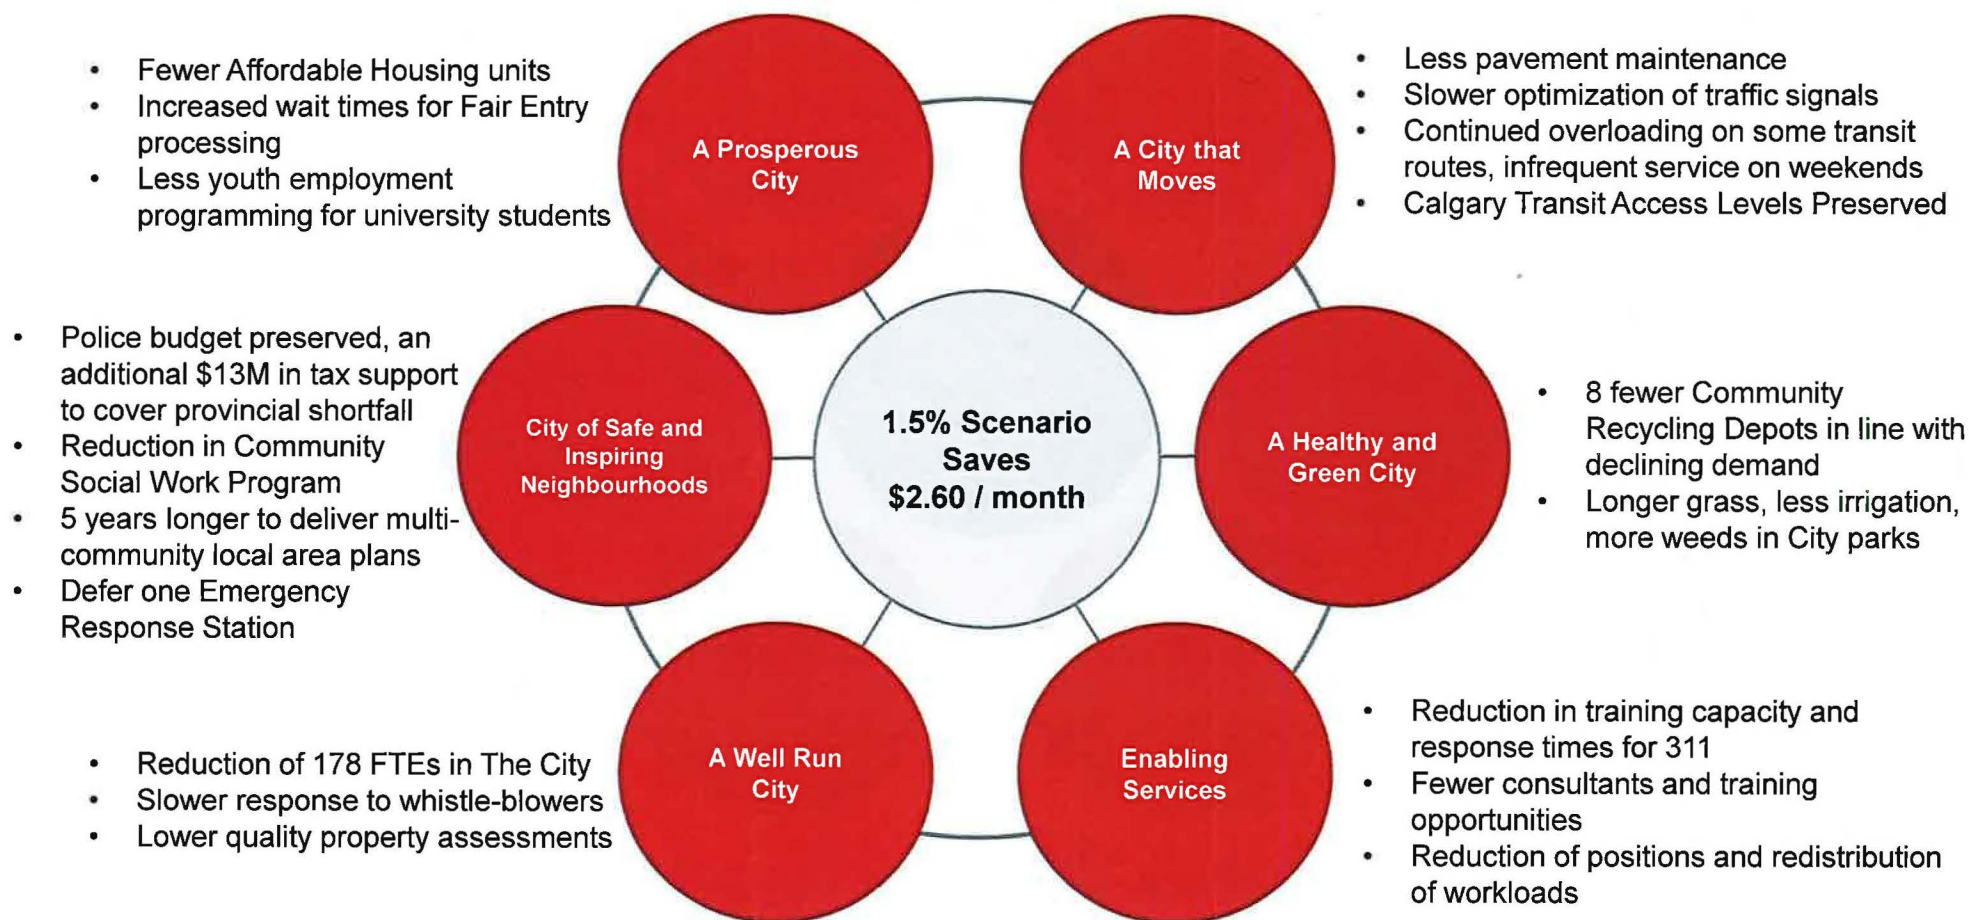 • Fewer Affordable Housing units
• Increased wait times for Fair Entry
processing
• Less youth employment
programming for university students
A Prosperous
City
A City that
Moves
• Less pavement maintenance
• Slower optimization of traffic signals
• Continued overloading on some transit
routes, infrequent service on weekends
• Calgary Transit Access Levels Preserved
• Police budget preserved, an
additional $13M in tax support
to cover provincial shortfall
• Reduction in Community
Social Work Program
• 5 years longer to deliver multi-
community local area plans
• Defer one Emergency
Response Station
City of Safe and
Inspiring
Neighbourhoods
1.5% Scenario
Saves
$2.60 / month
A Healthy and
Green City
• 8 fewer Community
Recycling Depots in line with
declining demand
• Longer grass, less irrigation,
more weeds in City parks
• Reduction of 178 FTEs in The City
• Slower response to whistle-blowers
• Lower quality property assessments
A Well Run
City
Enabling
Services
• Reduction in training capacity and
response times for 311
• Fewer consultants and training
opportunities
• Reduction of positions and redistribution
of workloads